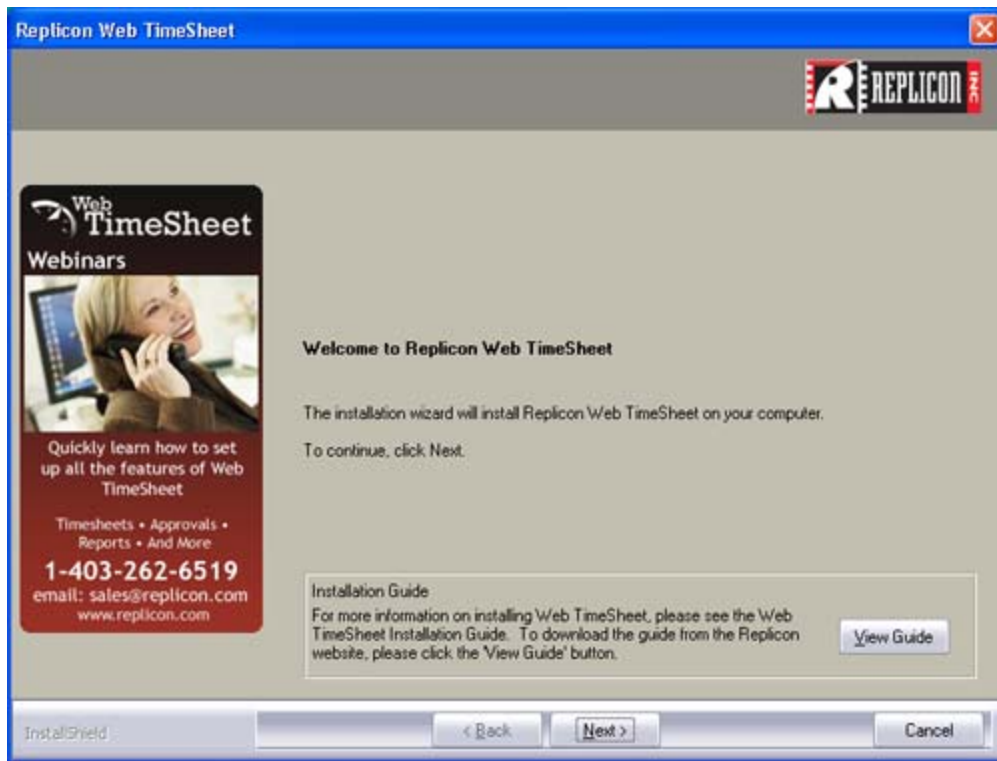 Replicon Web TimeSheet
R REPLICON INC
Web
TimeSheet
Webinars
Quickly learn how to set
up all the features of Web
TimeSheet
Timesheets • Approvals •
Reports • And More
1-403-262-6519
email: sales@replicon.com
www.replicon.com
Welcome to Replicon Web TimeSheet
The installation wizard will install Replicon Web TimeSheet on your computer.
To continue, click Next.
Installation Guide
For more information on installing Web TimeSheet, please see the Web
TimeSheet Installation Guide. To download the guide from the Replicon
website, please click the 'View Guide' button.
View Guide
InstallShield
< Back
Next >
Cancel